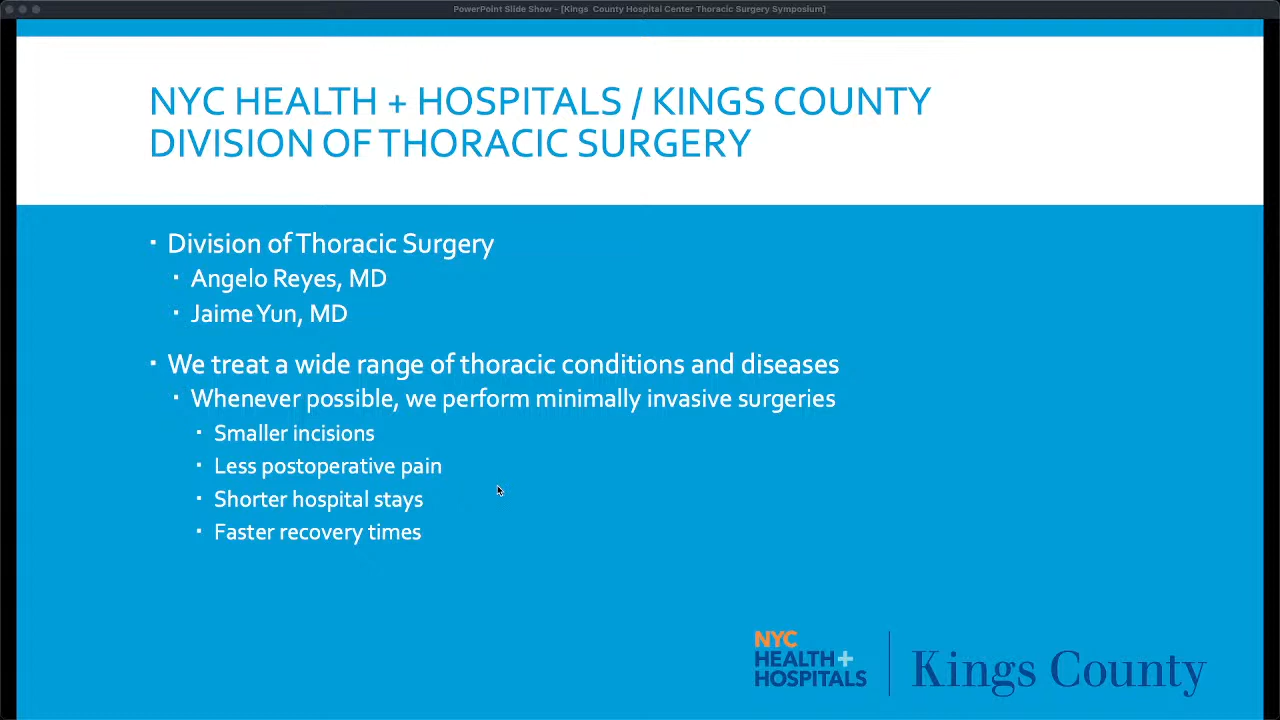 PowerPoint Slide Show - [Kings County Hospital Center Thoracic Surgery Symposium]
NYC HEALTH + HOSPITALS / KINGS COUNTY
DIVISION OF THORACIC SURGERY
▪ Division of Thoracic Surgery
▪ Angelo Reyes, MD
▪ Jaime Yun, MD
▪ We treat a wide range of thoracic conditions and diseases
▪ Whenever possible, we perform minimally invasive surgeries
▪ Smaller incisions
▪ Less postoperative pain
▪ Shorter hospital stays
▪ Faster recovery times
NYC
HEALTH+
HOSPITALS
Kings County